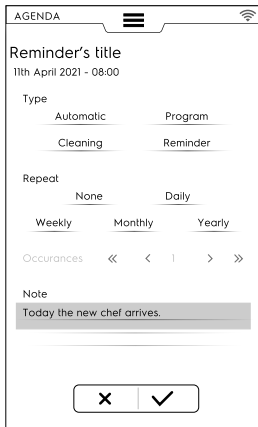 AGENDA
Reminder's title
11th April 2021 - 08:00
Type
Automatic Program
Cleaning Reminder
Repeat
None Daily
Weekly Monthly Yearly
Occurances « < 1 > »
Note
Today the new chef arrives.